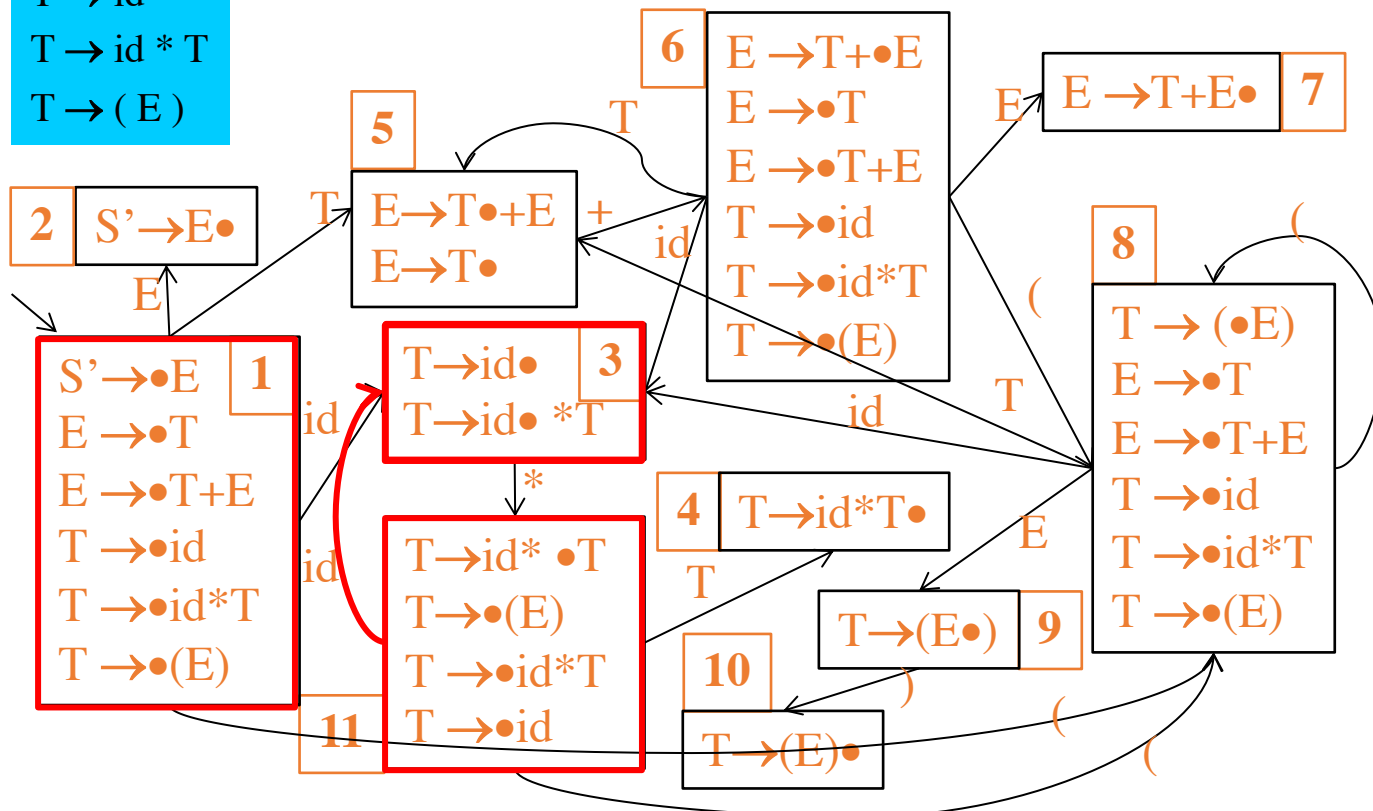 T → id
T → id * T
T → ( E )
2
S’→E●
E
T
5
E→T●+E
E→T●
T
+
id
6
E →T+●E
E →●T
E →●T+E
T →●id
T →●id*T
T →●(E)
E
E →T+E●
7
(
T
id
8
(
T → (●E)
E →●T
E →●T+E
T →●id
T →●id*T
T →●(E)
1
S’→●E
E →●T
E →●T+E
T →●id
T →●id*T
T →●(E)
id
id
3
T→id●
T→id● *T
*
11
T→id* ●T
T→●(E)
T →●id*T
T →●id
T
4
T→id*T●
E
T→(E●)
9
)
10
T→(E)●
(
(